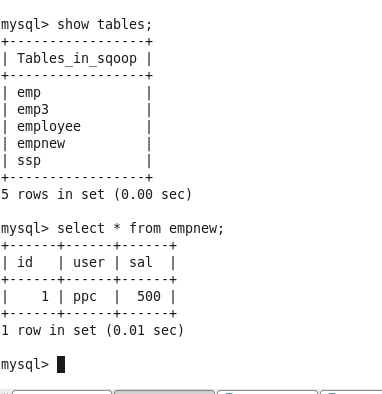 mysql> show tables;
+-----------------+
| Tables_in_sqoop |
+-----------------+
| emp             |
| emp3            |
| employee        |
| empnew          |
| ssp             |
+-----------------+
5 rows in set (0.00 sec)
mysql> select * from empnew;
+------+------+------+
| id   | user | sal  |
+------+------+------+
|    1 | ppc  |  500 |
+------+------+------+
1 row in set (0.01 sec)
mysql>